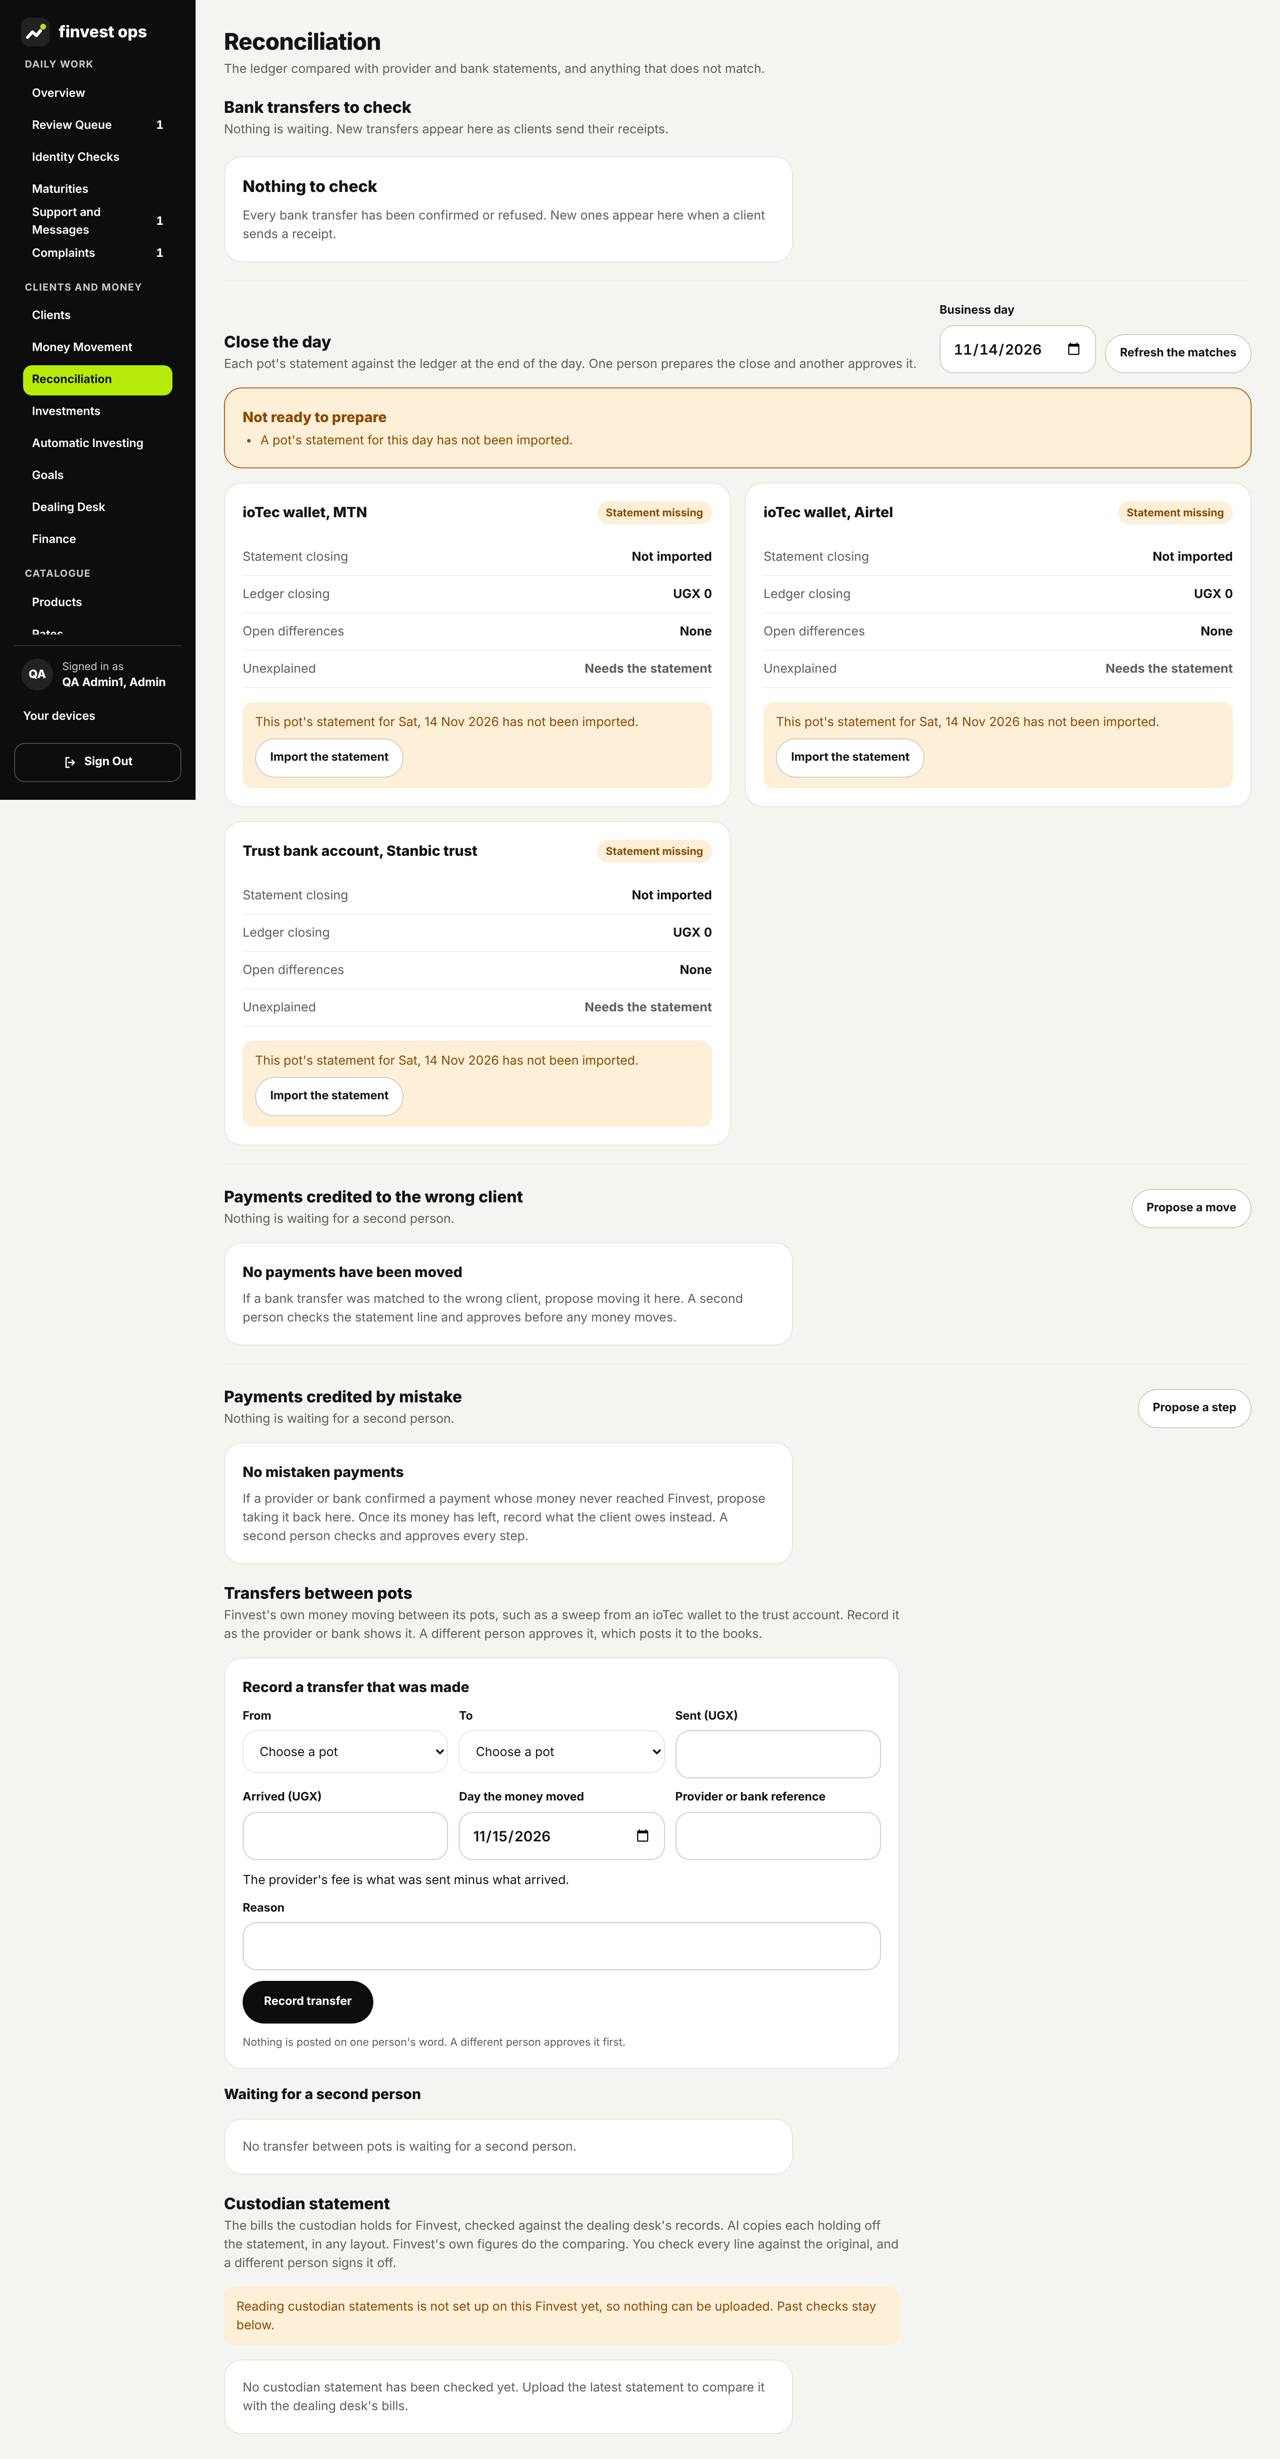 finvest ops
DAILY WORK
Overview
Review Queue 1
Identity Checks
Maturities
Support and
Messages 1
Complaints 1
CLIENTS AND MONEY
Clients
Money Movement
Reconciliation
Investments
Automatic Investing
Goals
Dealing Desk
Finance
CATALOGUE
Products
Rates
QA
Signed in as
QA Admin1, Admin
Your devices
Sign Out
Reconciliation
The ledger compared with provider and bank statements, and anything that does not match.
Bank transfers to check
Nothing is waiting. New transfers appear here as clients send their receipts.
Nothing to check
Every bank transfer has been confirmed or refused. New ones appear here when a client
sends a receipt.
Close the day
Each pot's statement against the ledger at the end of the day. One person prepares the close and another approves it.
Business day
11/14/2026
Refresh the matches
Not ready to prepare
• A pot's statement for this day has not been imported.
ioTec wallet, MTN
Statement missing
Statement closing Not imported
Ledger closing UGX 0
Open differences None
Unexplained Needs the statement
This pot's statement for Sat, 14 Nov 2026 has not been imported.
Import the statement
ioTec wallet, Airtel
Statement missing
Statement closing Not imported
Ledger closing UGX 0
Open differences None
Unexplained Needs the statement
This pot's statement for Sat, 14 Nov 2026 has not been imported.
Import the statement
Trust bank account, Stanbic trust
Statement missing
Statement closing Not imported
Ledger closing UGX 0
Open differences None
Unexplained Needs the statement
This pot's statement for Sat, 14 Nov 2026 has not been imported.
Import the statement
Payments credited to the wrong client
Nothing is waiting for a second person.
Propose a move
No payments have been moved
If a bank transfer was matched to the wrong client, propose moving it here. A second
person checks the statement line and approves before any money moves.
Payments credited by mistake
Nothing is waiting for a second person.
Propose a step
No mistaken payments
If a provider or bank confirmed a payment whose money never reached Finvest, propose
taking it back here. Once its money has left, record what the client owes instead. A
second person checks and approves every step.
Transfers between pots
Finvest's own money moving between its pots, such as a sweep from an ioTec wallet to the trust account. Record it
as the provider or bank shows it. A different person approves it, which posts it to the books.
Record a transfer that was made
From To Sent (UGX)
Choose a pot Choose a pot
Arrived (UGX) Day the money moved Provider or bank reference
11/15/2026
The provider's fee is what was sent minus what arrived.
Reason
Record transfer
Nothing is posted on one person's word. A different person approves it first.
Waiting for a second person
No transfer between pots is waiting for a second person.
Custodian statement
The bills the custodian holds for Finvest, checked against the dealing desk's records. AI copies each holding off
the statement, in any layout. Finvest's own figures do the comparing. You check every line against the original, and
a different person signs it off.
Reading custodian statements is not set up on this Finvest yet, so nothing can be uploaded. Past checks stay
below.
No custodian statement has been checked yet. Upload the latest statement to compare it
with the dealing desk's bills.